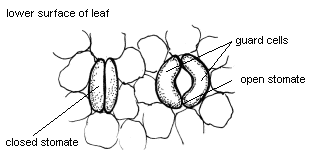 lower surface of leaf
guard cells
open stomate
closed stomate